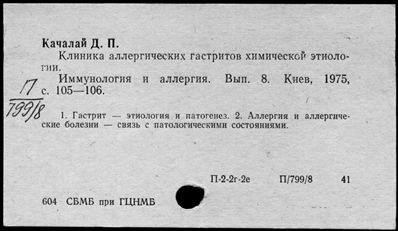 Качалай Д. П.
Клиника аллергических гастритов химической этиоло-
гии.
Иммунология и аллергия. Вып. 8. Киев, 1975,
с. 105—106.
П
799/8
1. Гастрит — этиология и патогенез. 2. Аллергия и аллергиче-
ские болезни — связь с патологическими состояниями.
П-2-2г-2е П/799/8 41
604 СБМБ при ГЦНМБ